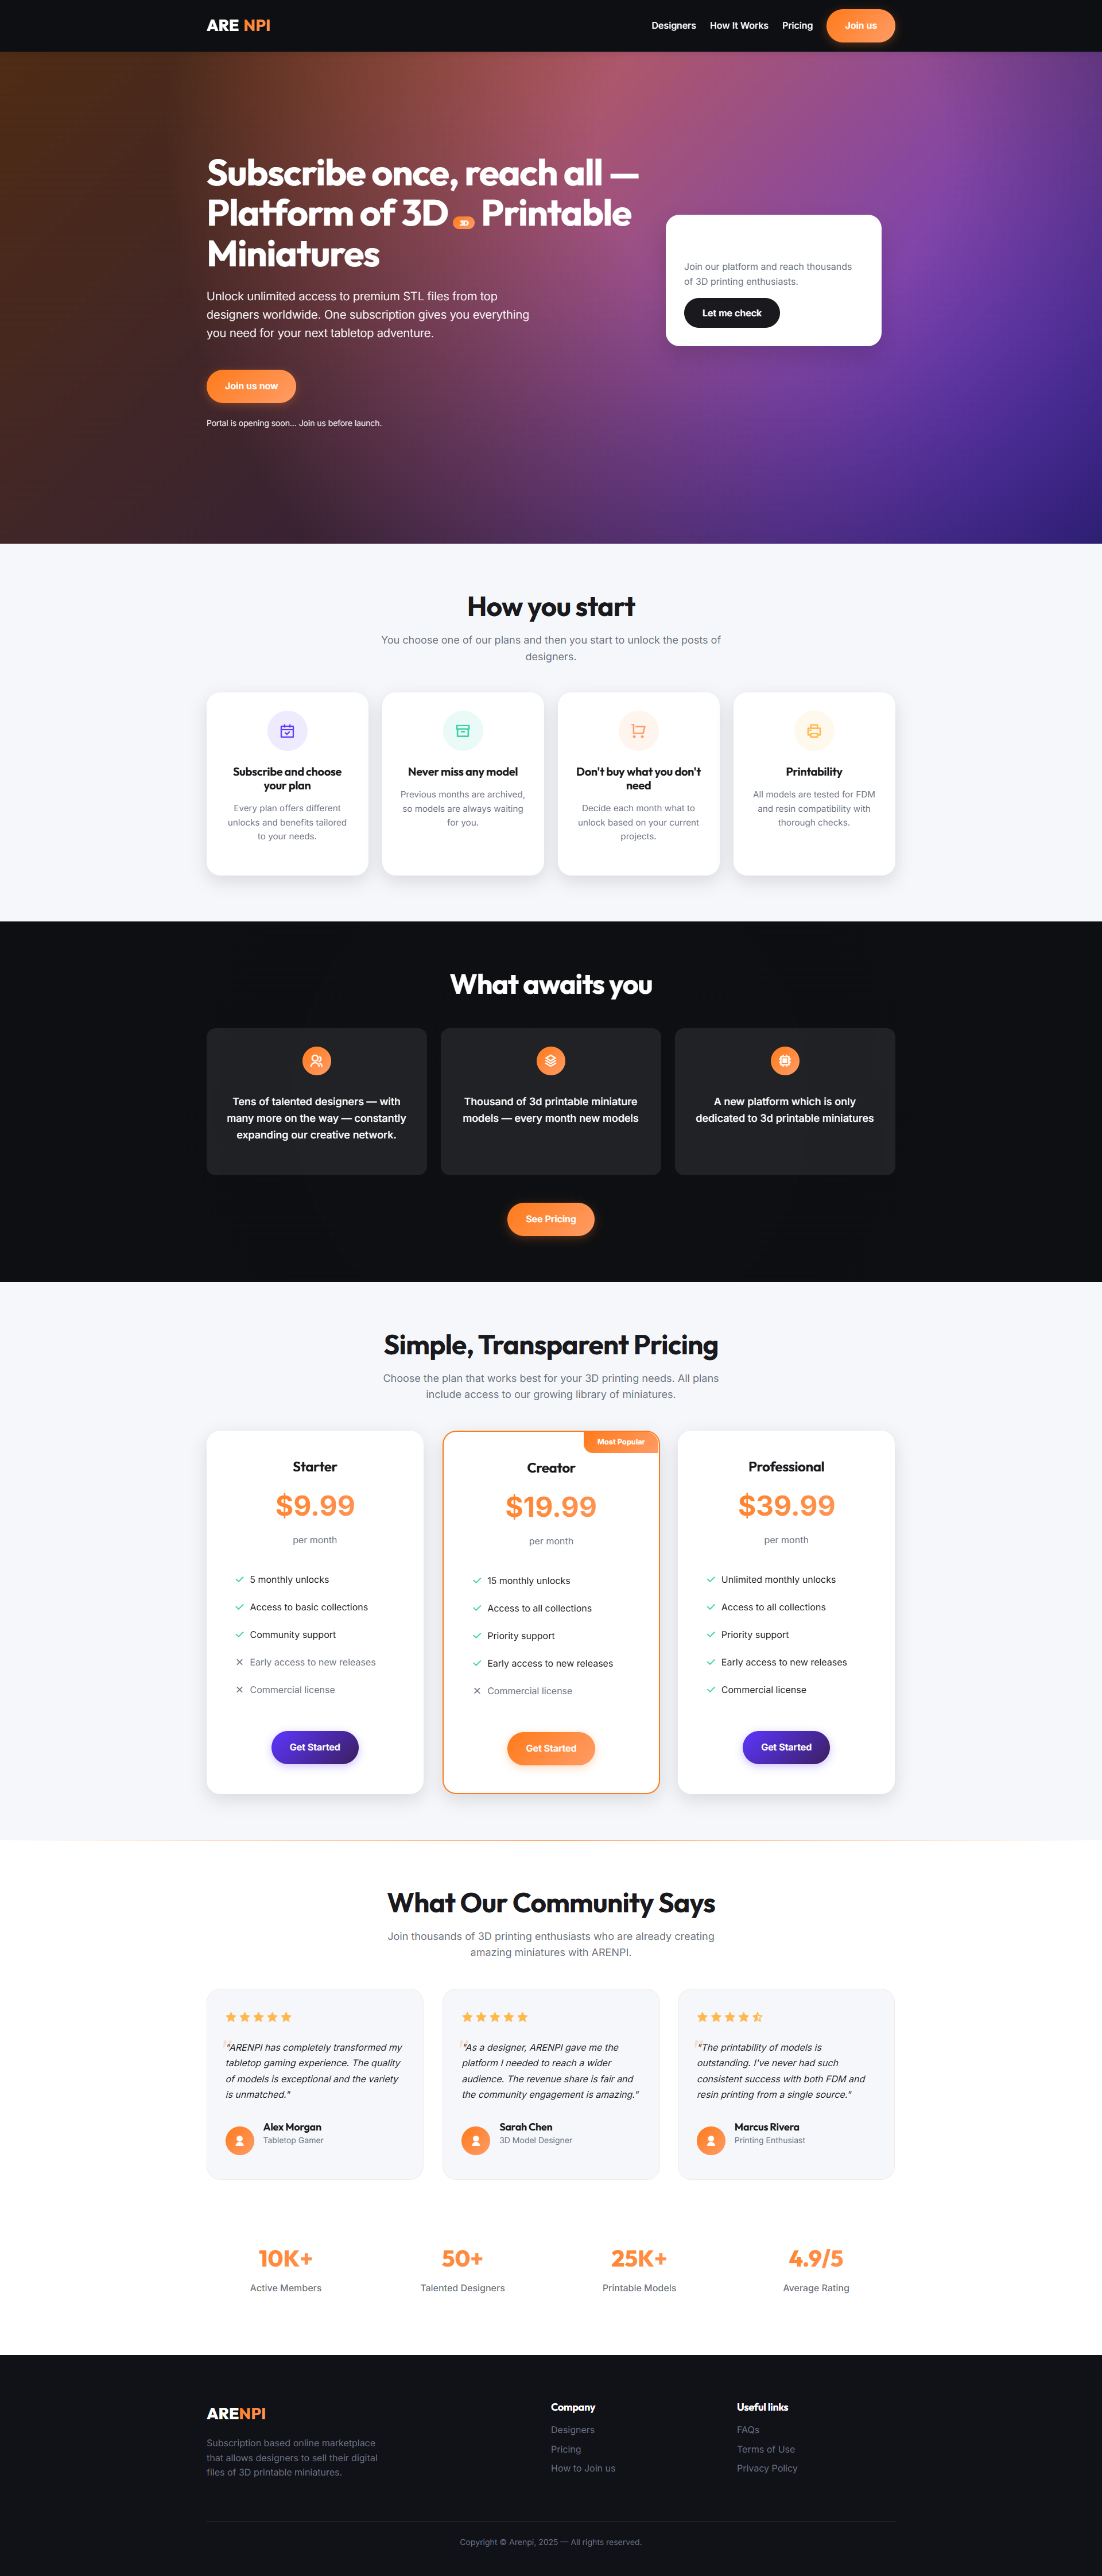 ARE NPI
Designers
How It Works
Pricing
Join us
Subscribe once, reach all —
Platform of 3D 3D Printable
Miniatures
Unlock unlimited access to premium STL files from top
designers worldwide. One subscription gives you everything
you need for your next tabletop adventure.
Join us now
Portal is opening soon... Join us before launch.
Join our platform and reach thousands
of 3D printing enthusiasts.
Let me check
How you start
You choose one of our plans and then you start to unlock the posts of
designers.
Subscribe and choose
your plan
Every plan offers different
unlocks and benefits tailored
to your needs.
Never miss any model
Previous months are archived,
so models are always waiting
for you.
Don't buy what you don't
need
Decide each month what to
unlock based on your current
projects.
Printability
All models are tested for FDM
and resin compatibility with
thorough checks.
What awaits you
Tens of talented designers — with
many more on the way — constantly
expanding our creative network.
Thousand of 3d printable miniature
models — every month new models
A new platform which is only
dedicated to 3d printable miniatures
See Pricing
Simple, Transparent Pricing
Choose the plan that works best for your 3D printing needs. All plans
include access to our growing library of miniatures.
Starter
$9.99
per month
5 monthly unlocks
Access to basic collections
Community support
Early access to new releases
Commercial license
Get Started
Most Popular
Creator
$19.99
per month
15 monthly unlocks
Access to all collections
Priority support
Early access to new releases
Commercial license
Get Started
Professional
$39.99
per month
Unlimited monthly unlocks
Access to all collections
Priority support
Early access to new releases
Commercial license
Get Started
What Our Community Says
Join thousands of 3D printing enthusiasts who are already creating
amazing miniatures with ARENPI.
"ARENPI has completely transformed my
tabletop gaming experience. The quality
of models is exceptional and the variety
is unmatched."
Alex Morgan
Tabletop Gamer
"As a designer, ARENPI gave me the
platform I needed to reach a wider
audience. The revenue share is fair and
the community engagement is amazing."
Sarah Chen
3D Model Designer
"The printability of models is
outstanding. I've never had such
consistent success with both FDM and
resin printing from a single source."
Marcus Rivera
Printing Enthusiast
10K+
Active Members
50+
Talented Designers
25K+
Printable Models
4.9/5
Average Rating
ARENPI
Subscription based online marketplace
that allows designers to sell their digital
files of 3D printable miniatures.
Company
Designers
Pricing
How to Join us
Useful links
FAQs
Terms of Use
Privacy Policy
Copyright © Arenpi, 2025 — All rights reserved.